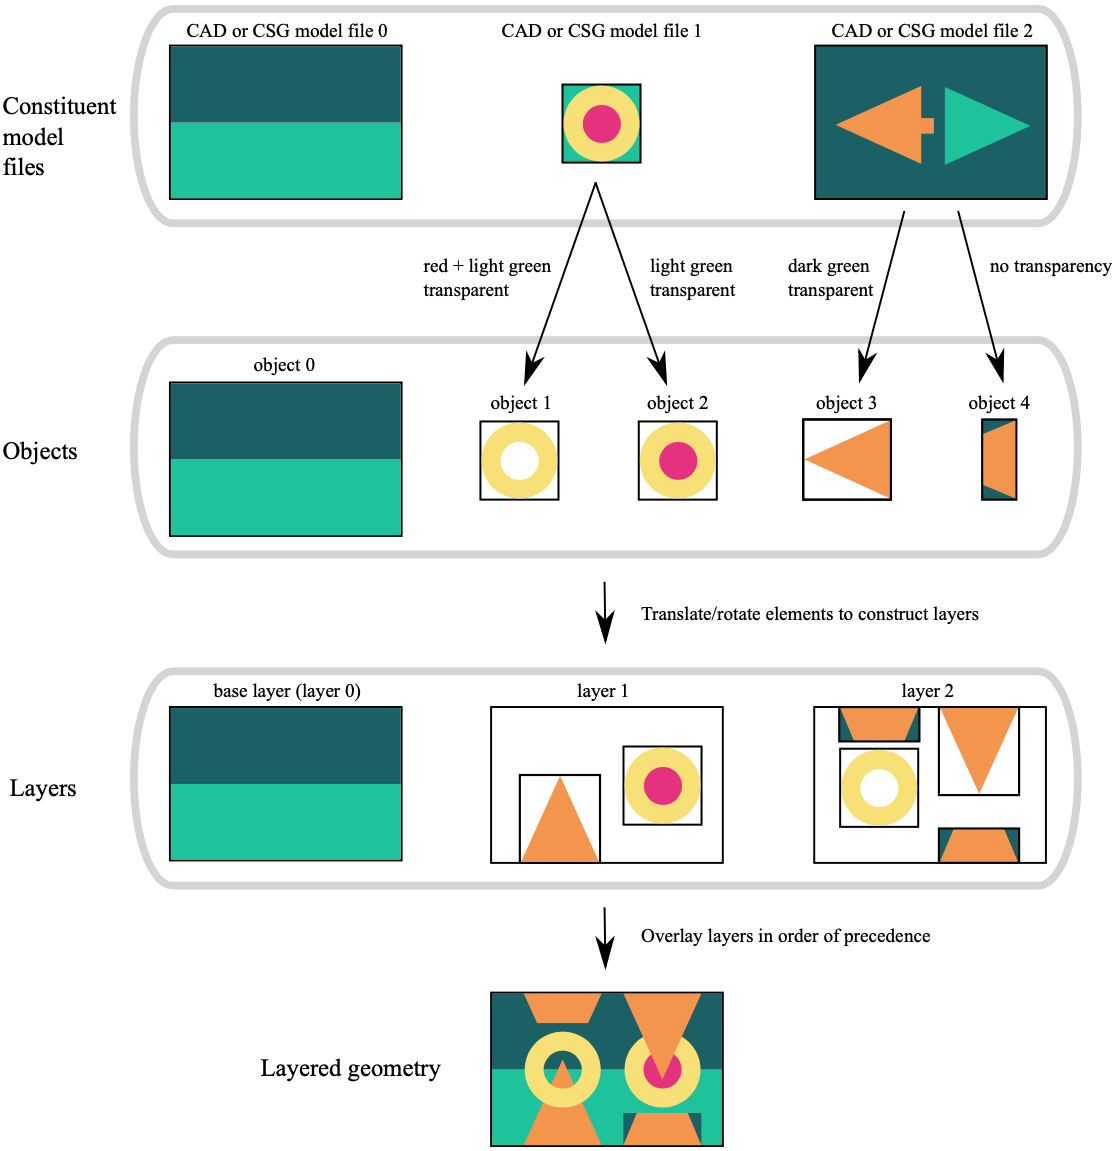 CAD or CSG model file 0
CAD or CSG model file 1
CAD or CSG model file 2
Constituent
model
files
red + light green
transparent
light green
transparent
dark green
transparent
no transparency
object 0
object 1
object 2
object 3
object 4
Objects
Translate/rotate elements to construct layers
base layer (layer 0)
layer 1
layer 2
Layers
Overlay layers in order of precedence
Layered geometry